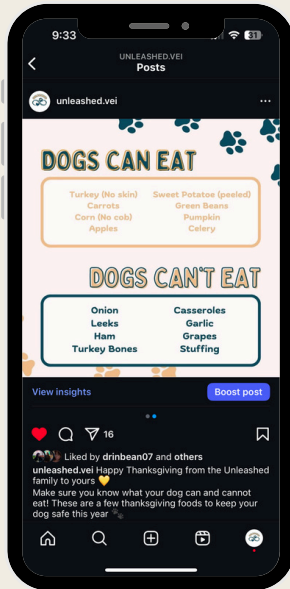 9:33
31
UNLEASHED.VEI
Posts
unleashed.vei
DOGS CAN EAT
Turkey (No skin)
Carrots
Corn (No cob)
Apples
Sweet Potatoe (peeled)
Green Beans
Pumpkin
Celery
DOGS CAN'T EAT
Onion
Leeks
Ham
Turkey Bones
Casseroles
Garlic
Grapes
Stuffing
View insights
Boost post
16
Liked by drinbean07 and others
unleashed.vei Happy Thanksgiving from the Unleashed
family to yours 💛
Make sure you know what your dog can and cannot
eat! These are a few thanksgiving foods to keep your
dog safe this year 🐾